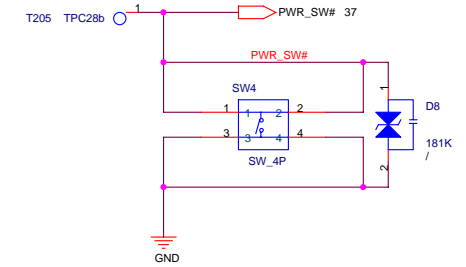 T205 TPC28b 1 PWR_SW# 37
PWR_SW#
SW4
1 1 2 2
3 3 4 4
SW_4P
1
D8
181K
/
2
GND